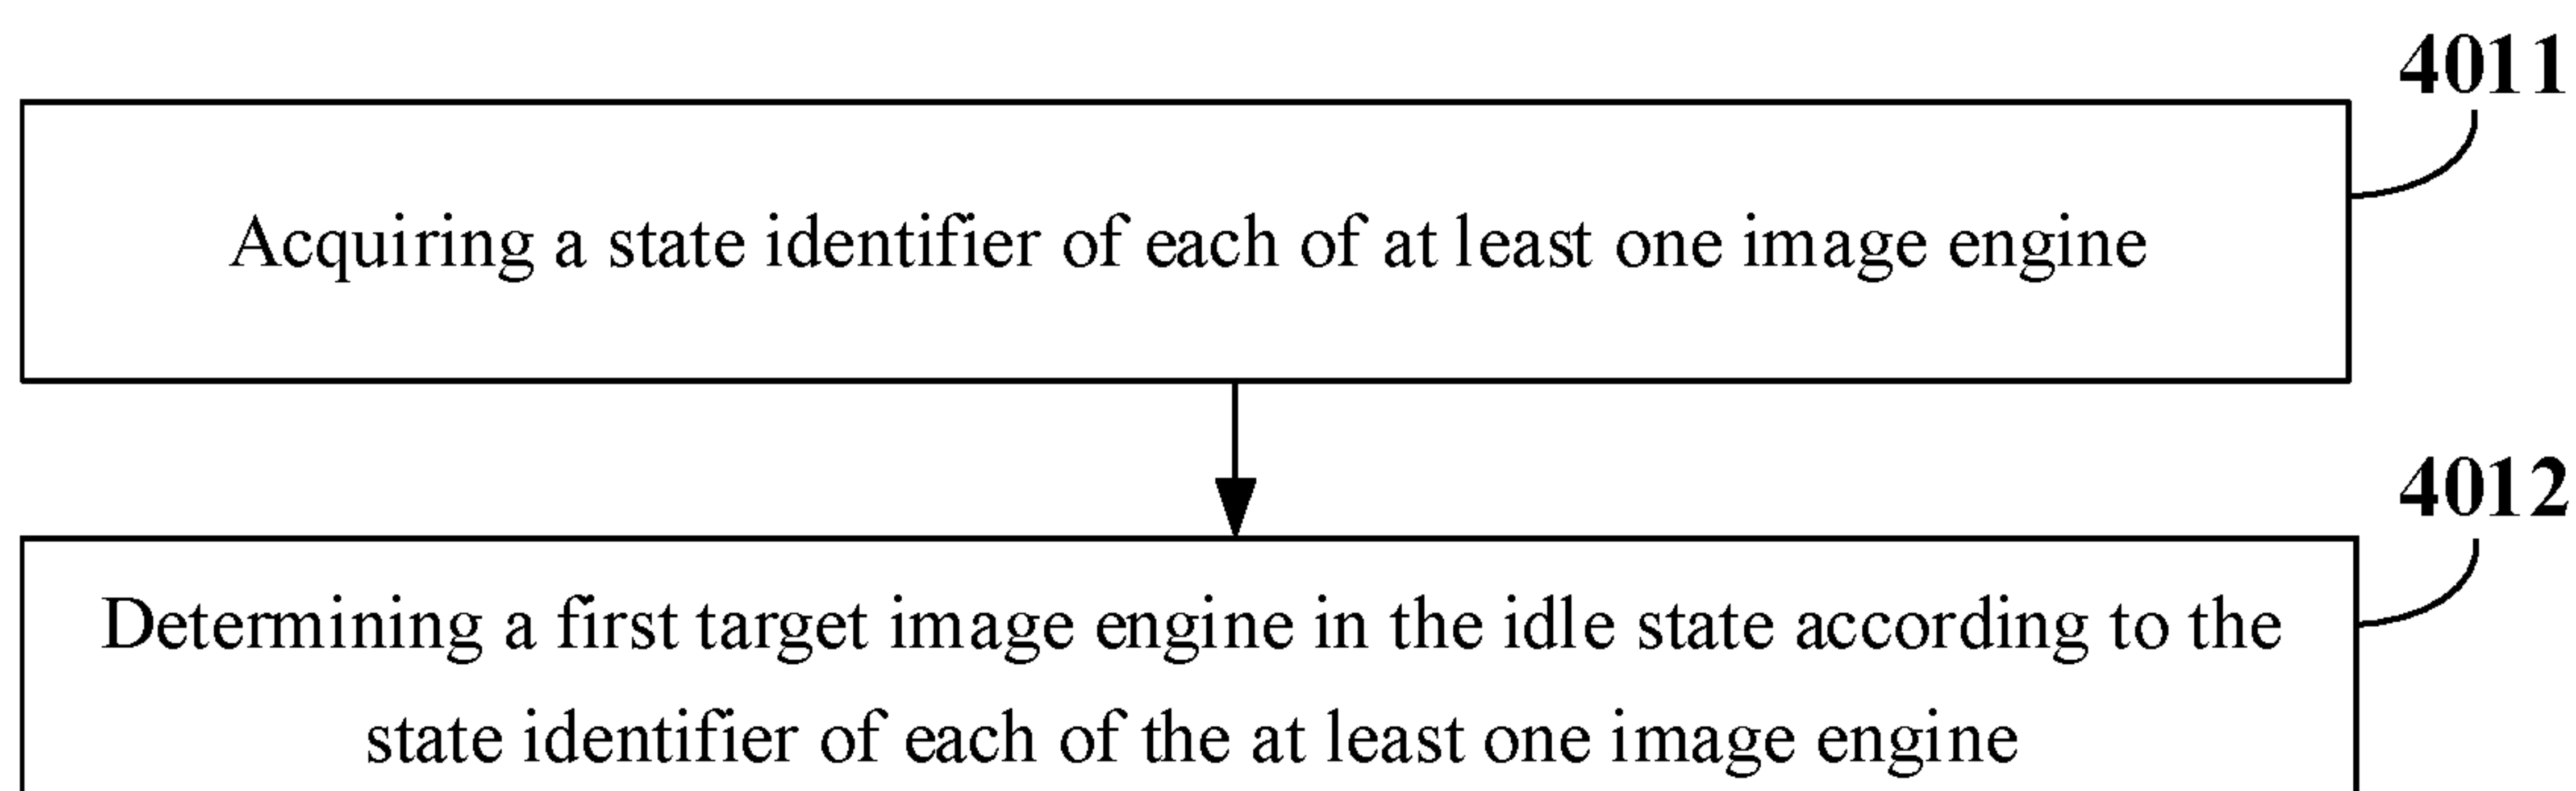 4011
Acquiring a state identifier of each of at least one image engine
4012
Determining a first target image engine in the idle state according to the
state identifier of each of the at least one image engine